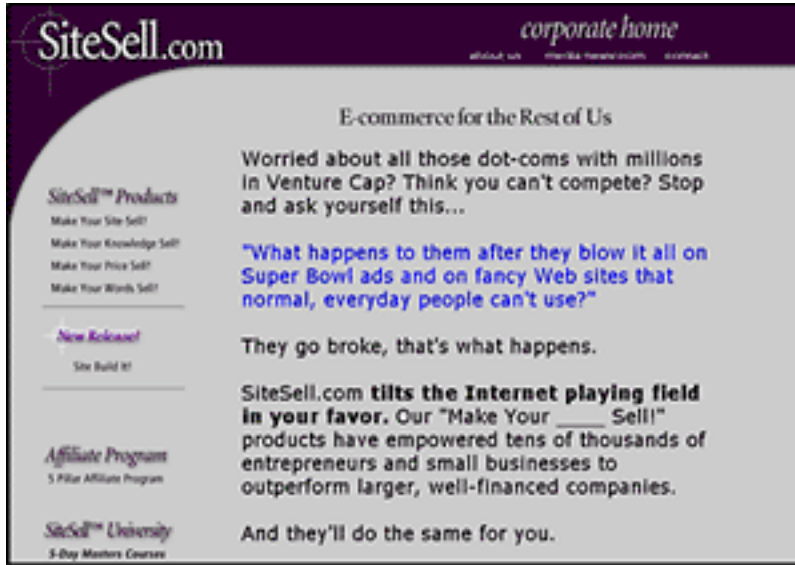 SiteSell.com
corporate home
about us media newsroom contact
E-commerce for the Rest of Us
Worried about all those dot-coms with millions
in Venture Cap? Think you can't compete? Stop
and ask yourself this...
"What happens to them after they blow it all on
Super Bowl ads and on fancy Web sites that
normal, everyday people can't use?"
They go broke, that's what happens.
SiteSell.com tilts the Internet playing field
in your favor. Our "Make Your ____ Sell!"
products have empowered tens of thousands of
entrepreneurs and small businesses to
outperform larger, well-financed companies.
And they'll do the same for you.
SiteSell™ Products
Make Your Site Sell!
Make Your Knowledge Sell!
Make Your Price Sell!
Make Your Words Sell!
New Release!
Site Build It!
Affiliate Program
5 Pillar Affiliate Program
SiteSell™ University
5-Day Masters Courses